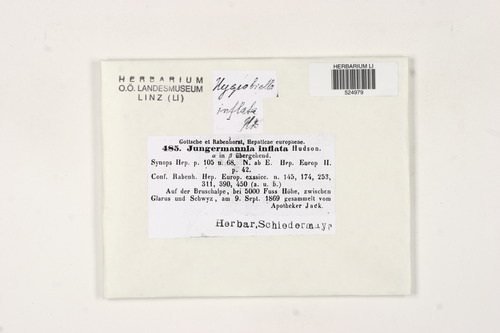 HERBARIUM
O.Ö. LANDESMUSEUM
LINZ (LI)
HERBARIUM LI
524979
Hygrobiella
inflata
Gottsche et Rabenhorst, Hepaticae europaeae.
485. Jungermannia inflata Hudson.
α in β übergehend.
Synops Hep. p. 105 u. 68, N. ab E. Hep. Europ II.
p. 42.
Conf. Rabenh. Hep. Europ. exsicc. n. 145, 174, 253,
311, 390, 450 (a. u. b.)
Auf der Bruschalpe, bei 5000 Fuss Höhe, zwischen
Glarus und Schwyz, am 9. Sept. 1869 gesammelt vom
Apotheker Jack.
Herbar, Schiedermayr